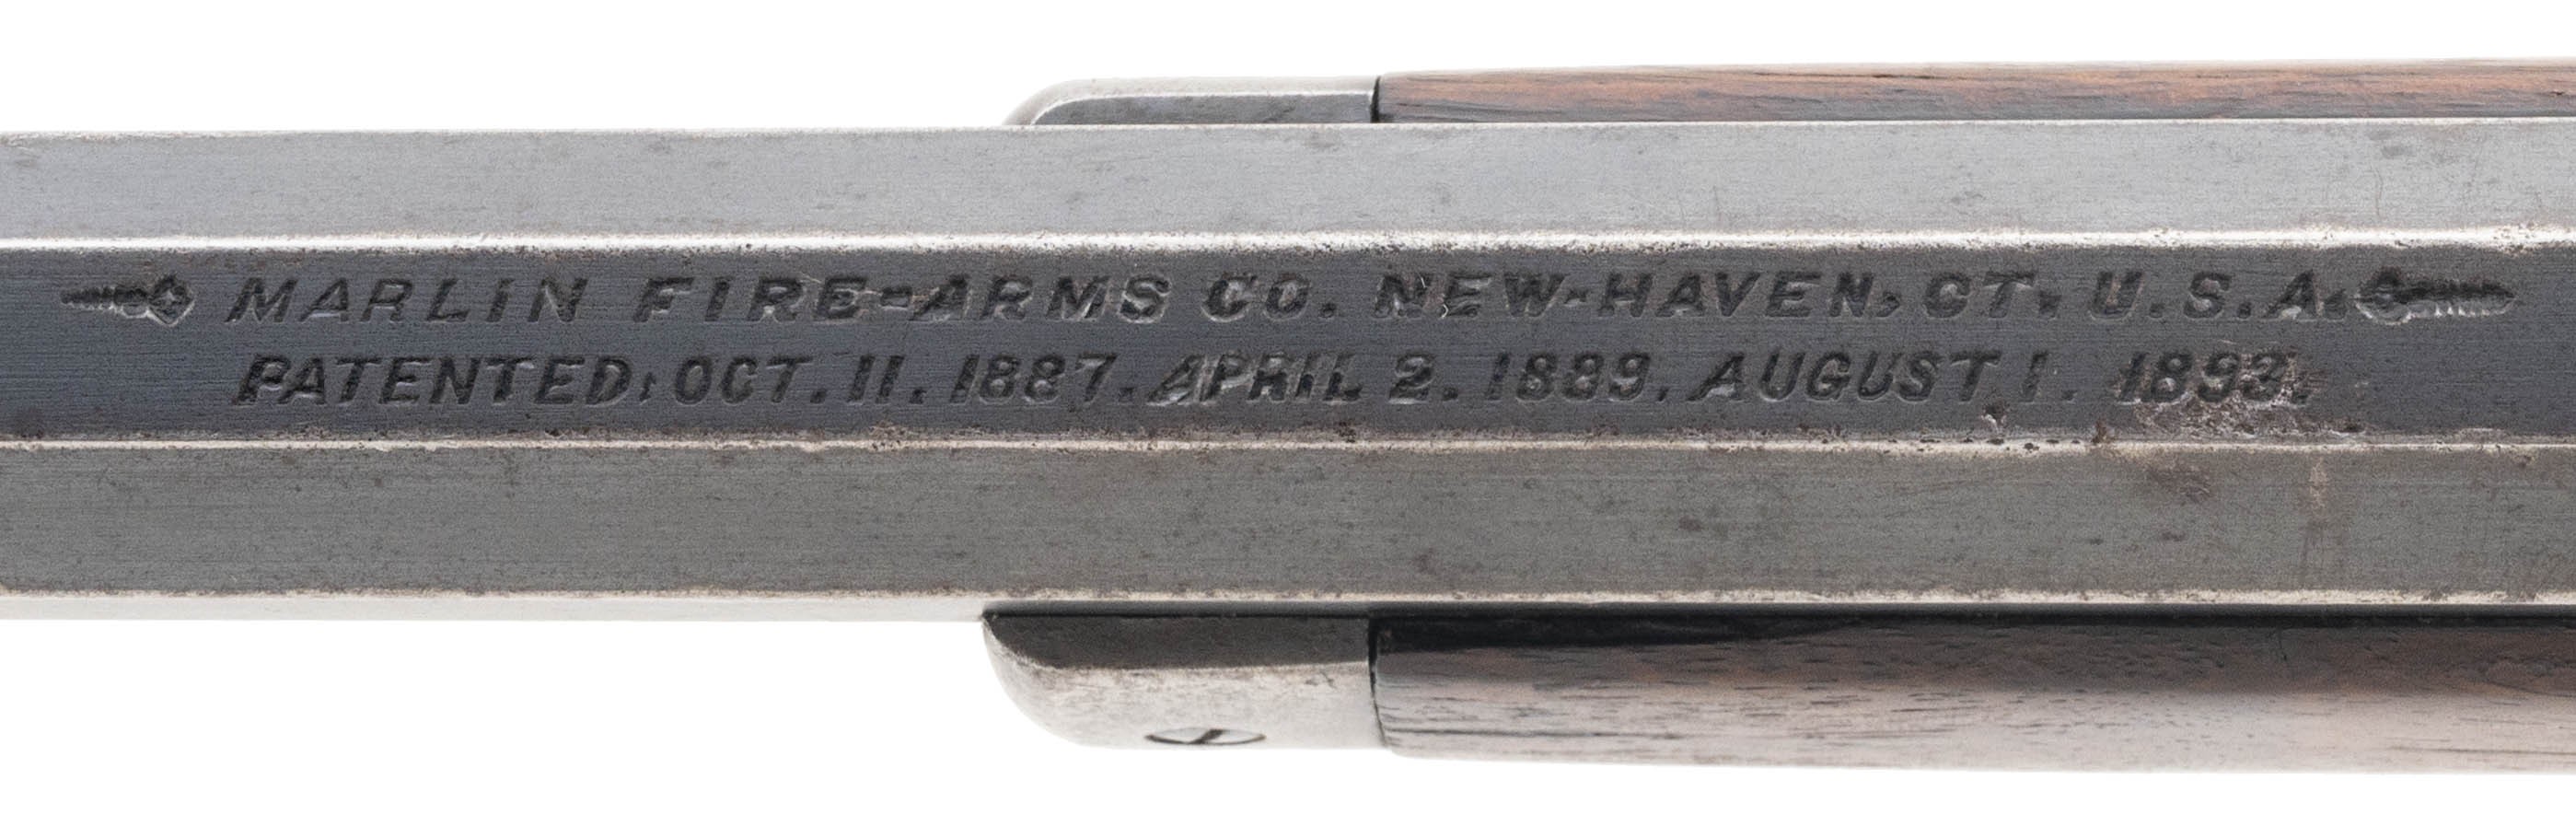 MARLIN FIRE-ARMS CO. NEW-HAVEN, CT. U.S.A.
PATENTED, OCT. 11. 1887. APRIL 2. 1889. AUGUST 1. 1893.